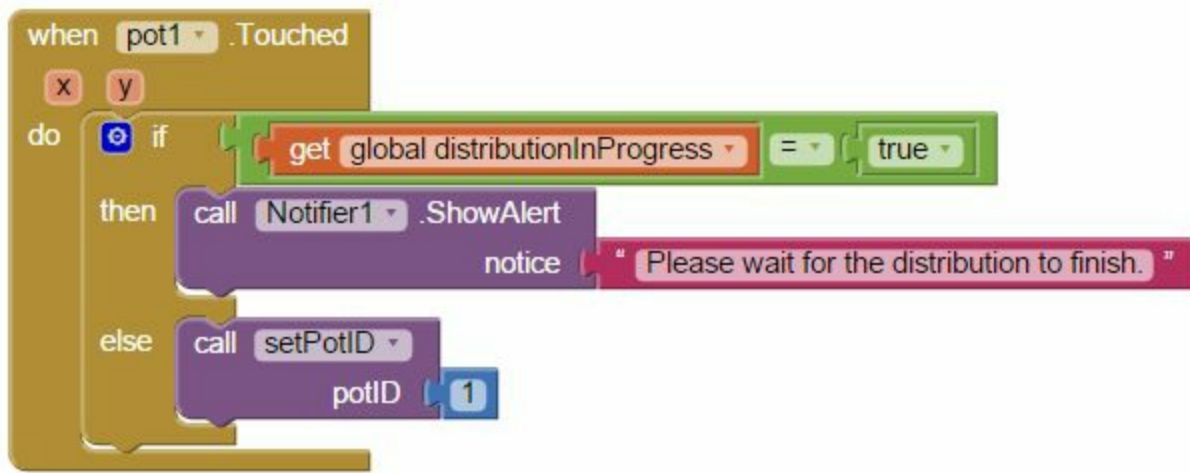 when pot1 .Touched
x y
do if get global distributionInProgress = true
then call Notifier1 .ShowAlert
notice " Please wait for the distribution to finish. "
else call setPotID
potID 1